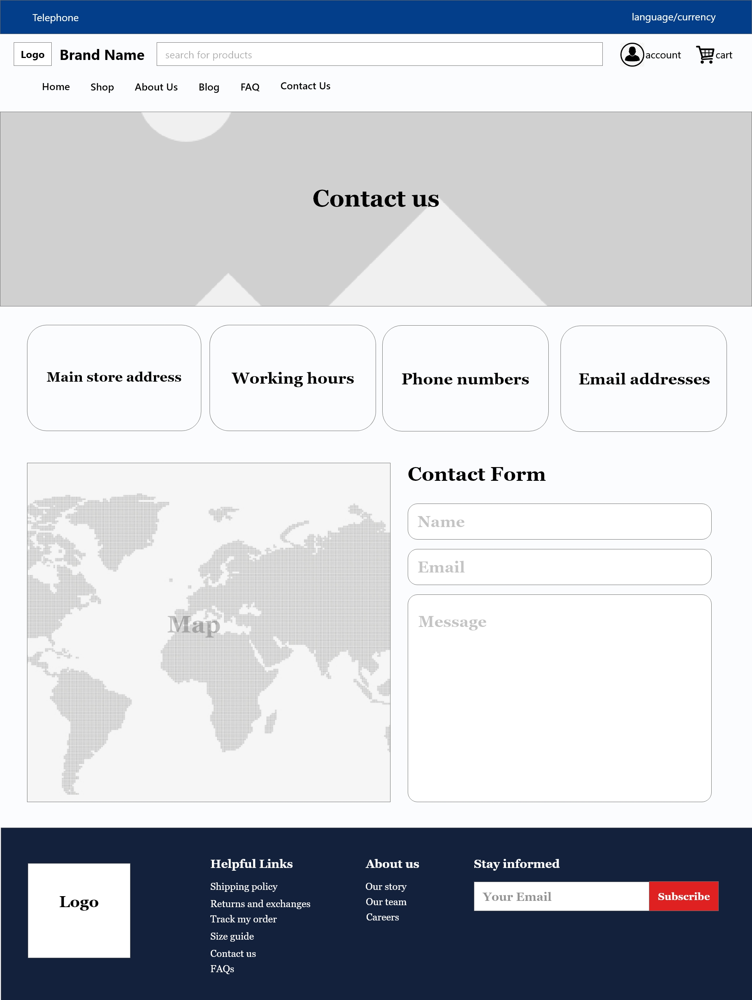 Telephone
language/currency
Logo
Brand Name
search for products
account
cart
Home
Shop
About Us
Blog
FAQ
Contact Us
Contact us
Main store address
Working hours
Phone numbers
Email addresses
Map
Contact Form
Name
Email
Message
Logo
Helpful Links
Shipping policy
Returns and exchanges
Track my order
Size guide
Contact us
FAQs
About us
Our story
Our team
Careers
Stay informed
Your Email
Subscribe